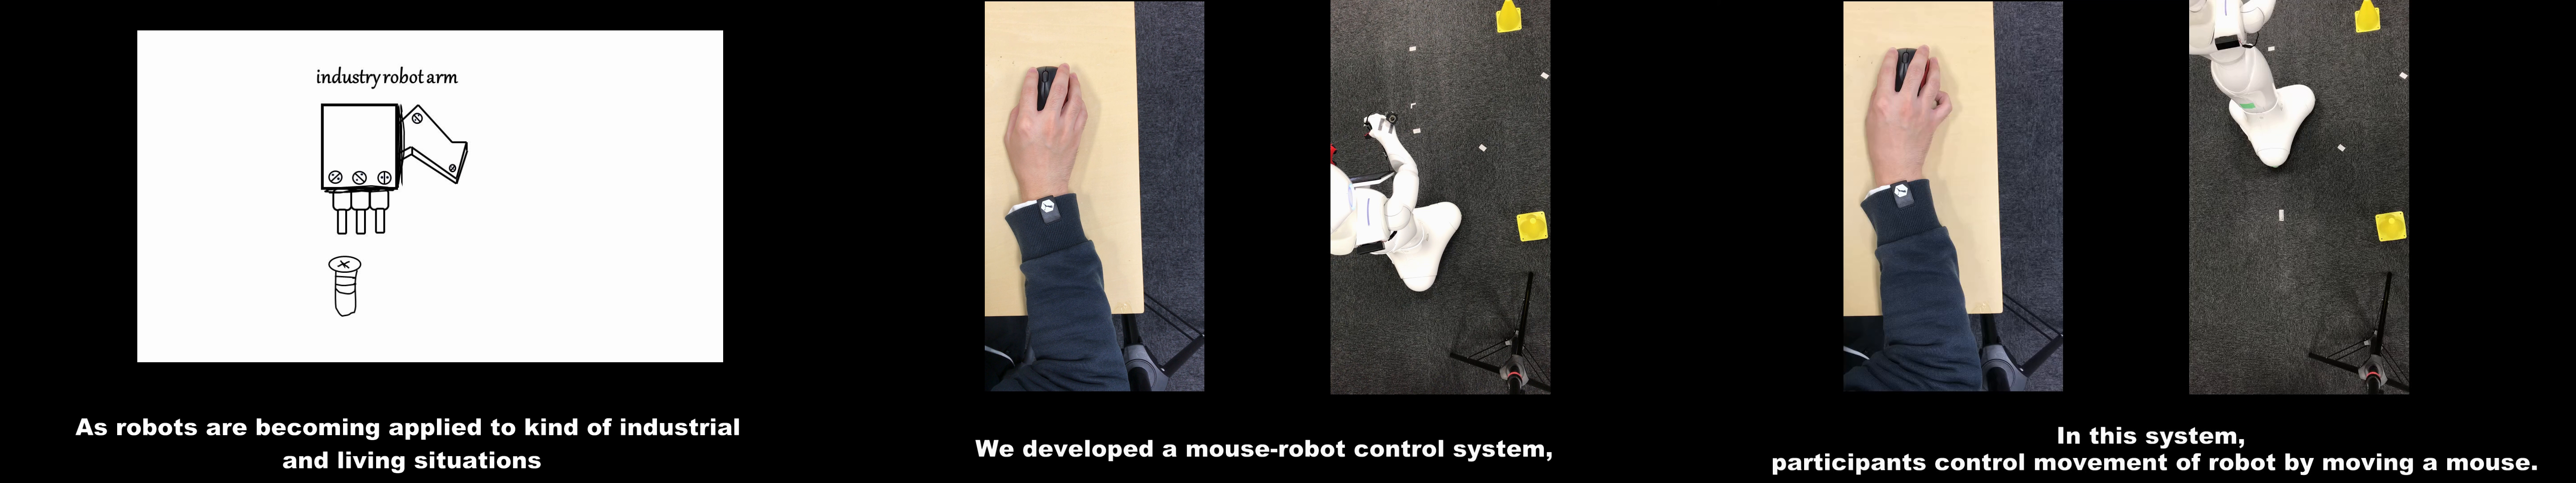 industry robot arm
As robots are becoming applied to kind of industrial
and living situations
We developed a mouse-robot control system,
In this system,
participants control movement of robot by moving a mouse.